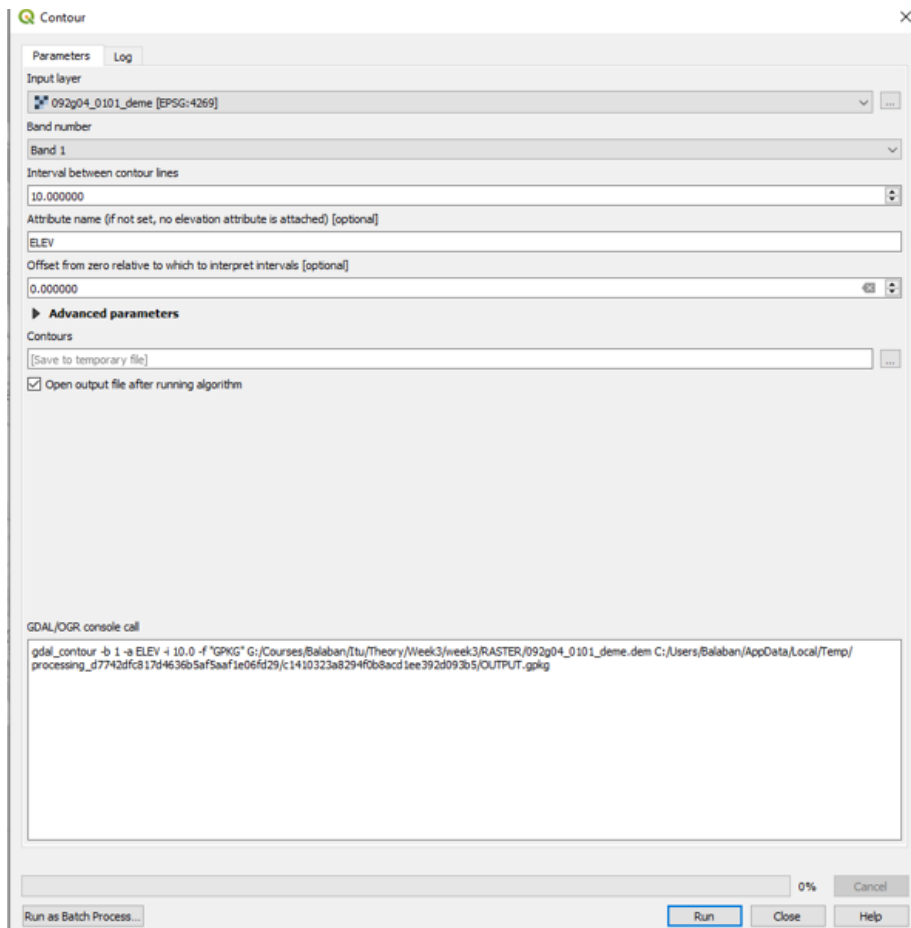 Contour
Parameters
Log
Input layer
092g04_0101_deme [EPSG:4269]
...
Band number
Band 1
Interval between contour lines
10.000000
Attribute name (if not set, no elevation attribute is attached) [optional]
ELEV
Offset from zero relative to which to interpret intervals [optional]
0.000000
Advanced parameters
Contours
[Save to temporary file]
...
Open output file after running algorithm
GDAL/OGR console call
gdal_contour -b 1 -a ELEV -i 10.0 -f "GPKG" G:/Courses/Balaban/Itu/Theory/Week3/week3/RASTER/092g04_0101_deme.dem C:/Users/Balaban/AppData/Local/Temp/
processing_d7742dfc817d4636b5af5aaf1e06fd29/c1410323a8294f0b8acd1ee392d093b5/OUTPUT.gpkg
0%
Cancel
Run as Batch Process...
Run
Close
Help